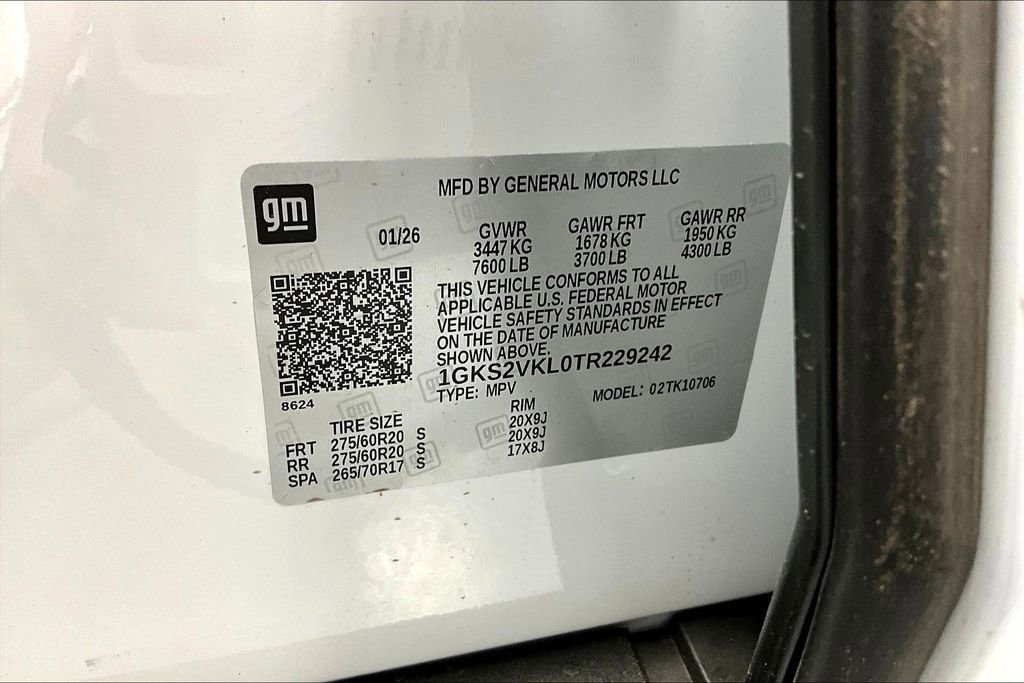 gm
MFD BY GENERAL MOTORS LLC
01/26
GVWR GAWR FRT GAWR RR
3447 KG 1678 KG 1950 KG
7600 LB 3700 LB 4300 LB
THIS VEHICLE CONFORMS TO ALL
APPLICABLE U.S. FEDERAL MOTOR
VEHICLE SAFETY STANDARDS IN EFFECT
ON THE DATE OF MANUFACTURE
SHOWN ABOVE.
1GKS2VKL0TR229242
TYPE: MPV MODEL: 02TK10706
8624
TIRE SIZE RIM
FRT 275/60R20 S 20X9J
RR 275/60R20 S 20X9J
SPA 265/70R17 S 17X8J